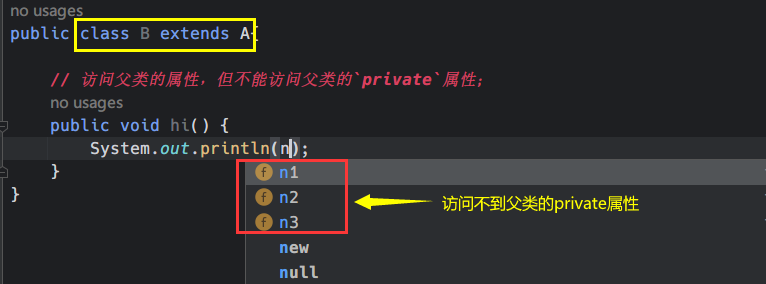 no usages
public class B extends A{
// 访问父类的属性，但不能访问父类的`private`属性；
no usages
public void hi() {
System.out.println(n);
}
}
n1
n2
n3
new
null
访问不到父类的private属性